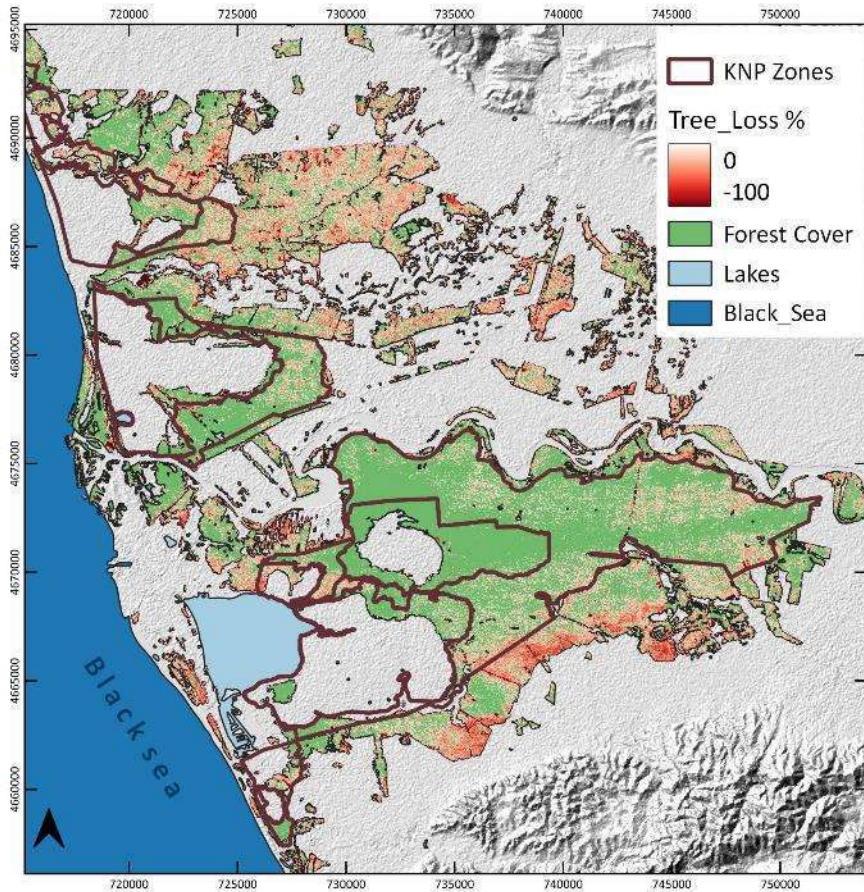 720000 725000 730000 735000 740000 745000 750000
4695000
4690000
4685000
4680000
4675000
4670000
4665000
4660000
KNP Zones
Tree_Loss %
0
-100
Forest Cover
Lakes
Black_Sea
Black sea
720000 725000 730000 735000 740000 745000 750000